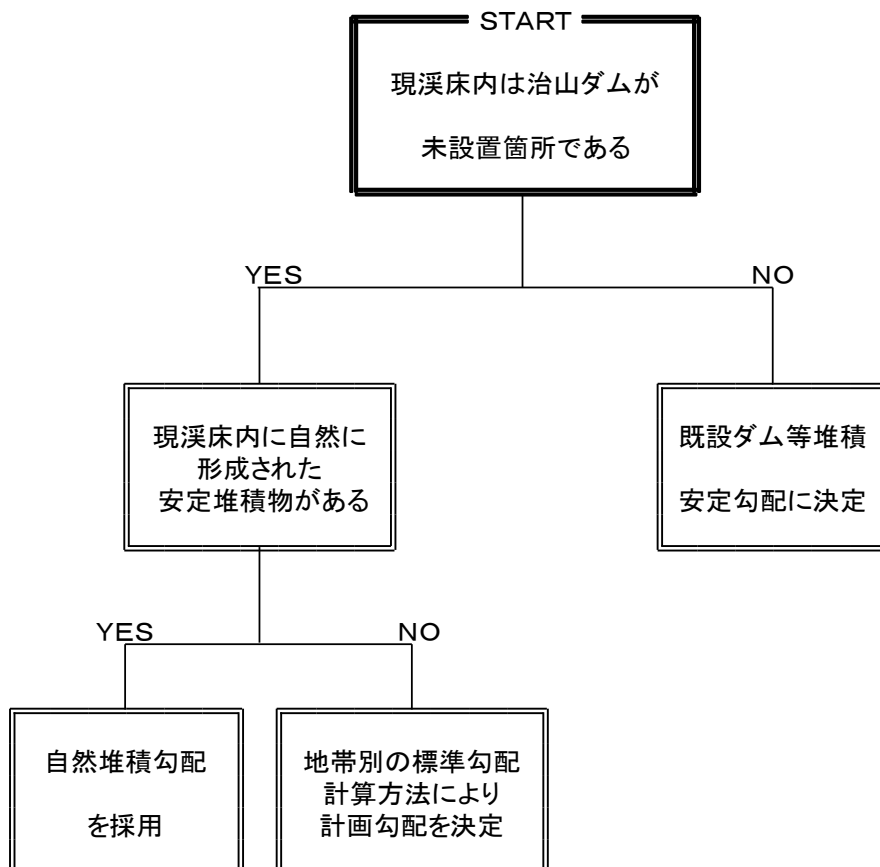 START
現渓床内は治山ダムが
未設置箇所である
YES
NO
現渓床内に自然に
形成された
安定堆積物がある
既設ダム等堆積
安定勾配に決定
YES
NO
自然堆積勾配
を採用
地帯別の標準勾配
計算方法により
計画勾配を決定